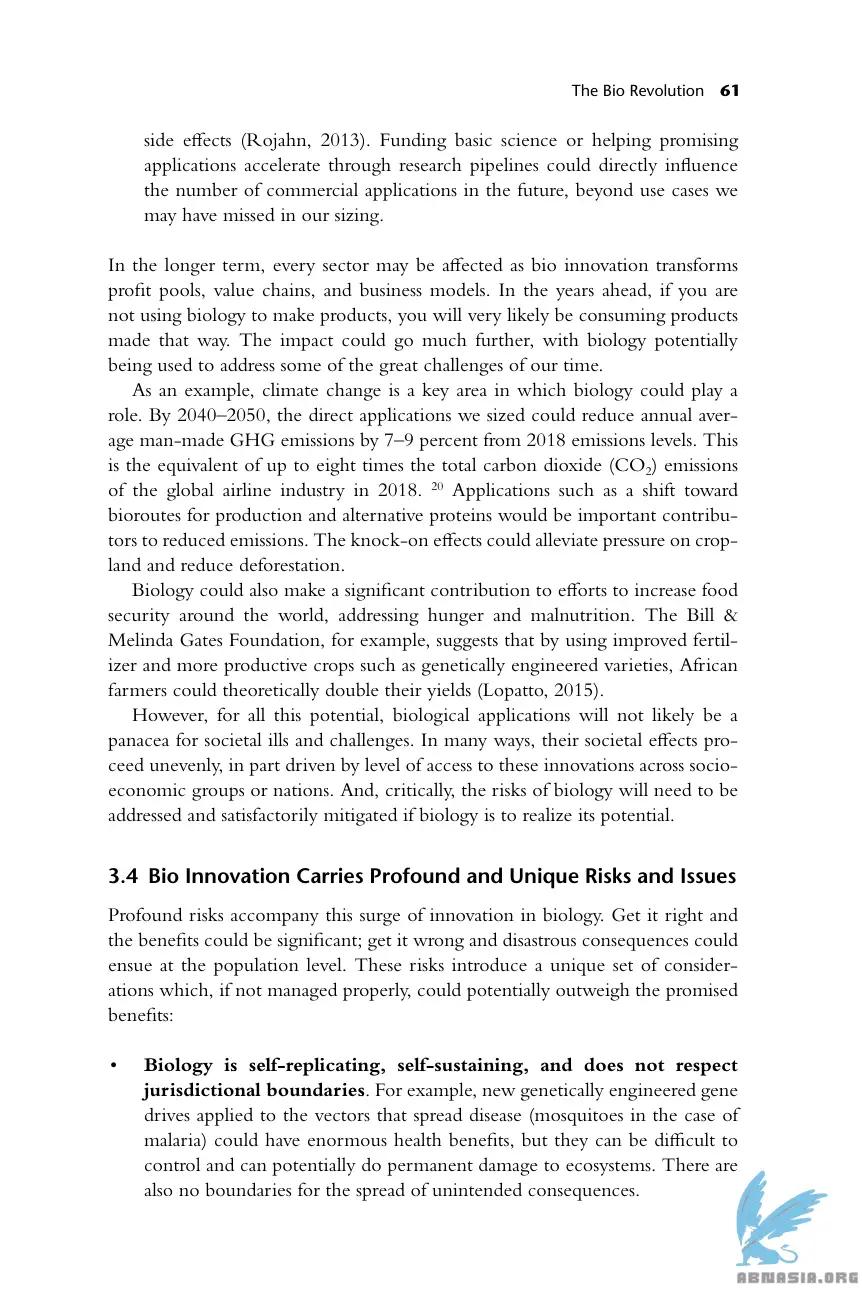 The Bio Revolution 61
side effects (Rojahn, 2013). Funding basic science or helping promising
applications accelerate through research pipelines could directly influence
the number of commercial applications in the future, beyond use cases we
may have missed in our sizing.
In the longer term, every sector may be affected as bio innovation transforms
profit pools, value chains, and business models. In the years ahead, if you are
not using biology to make products, you will very likely be consuming products
made that way. The impact could go much further, with biology potentially
being used to address some of the great challenges of our time.
As an example, climate change is a key area in which biology could play a
role. By 2040–2050, the direct applications we sized could reduce annual aver-
age man-made GHG emissions by 7–9 percent from 2018 emissions levels. This
is the equivalent of up to eight times the total carbon dioxide (CO₂) emissions
of the global airline industry in 2018. ²⁰ Applications such as a shift toward
bioroutes for production and alternative proteins would be important contribu-
tors to reduced emissions. The knock-on effects could alleviate pressure on crop-
land and reduce deforestation.
Biology could also make a significant contribution to efforts to increase food
security around the world, addressing hunger and malnutrition. The Bill &
Melinda Gates Foundation, for example, suggests that by using improved fertil-
izer and more productive crops such as genetically engineered varieties, African
farmers could theoretically double their yields (Lopatto, 2015).
However, for all this potential, biological applications will not likely be a
panacea for societal ills and challenges. In many ways, their societal effects pro-
ceed unevenly, in part driven by level of access to these innovations across socio-
economic groups or nations. And, critically, the risks of biology will need to be
addressed and satisfactorily mitigated if biology is to realize its potential.
3.4 Bio Innovation Carries Profound and Unique Risks and Issues
Profound risks accompany this surge of innovation in biology. Get it right and
the benefits could be significant; get it wrong and disastrous consequences could
ensue at the population level. These risks introduce a unique set of consider-
ations which, if not managed properly, could potentially outweigh the promised
benefits:
• Biology is self-replicating, self-sustaining, and does not respect
jurisdictional boundaries. For example, new genetically engineered gene
drives applied to the vectors that spread disease (mosquitoes in the case of
malaria) could have enormous health benefits, but they can be difficult to
control and can potentially do permanent damage to ecosystems. There are
also no boundaries for the spread of unintended consequences.
ABNASIA.ORG